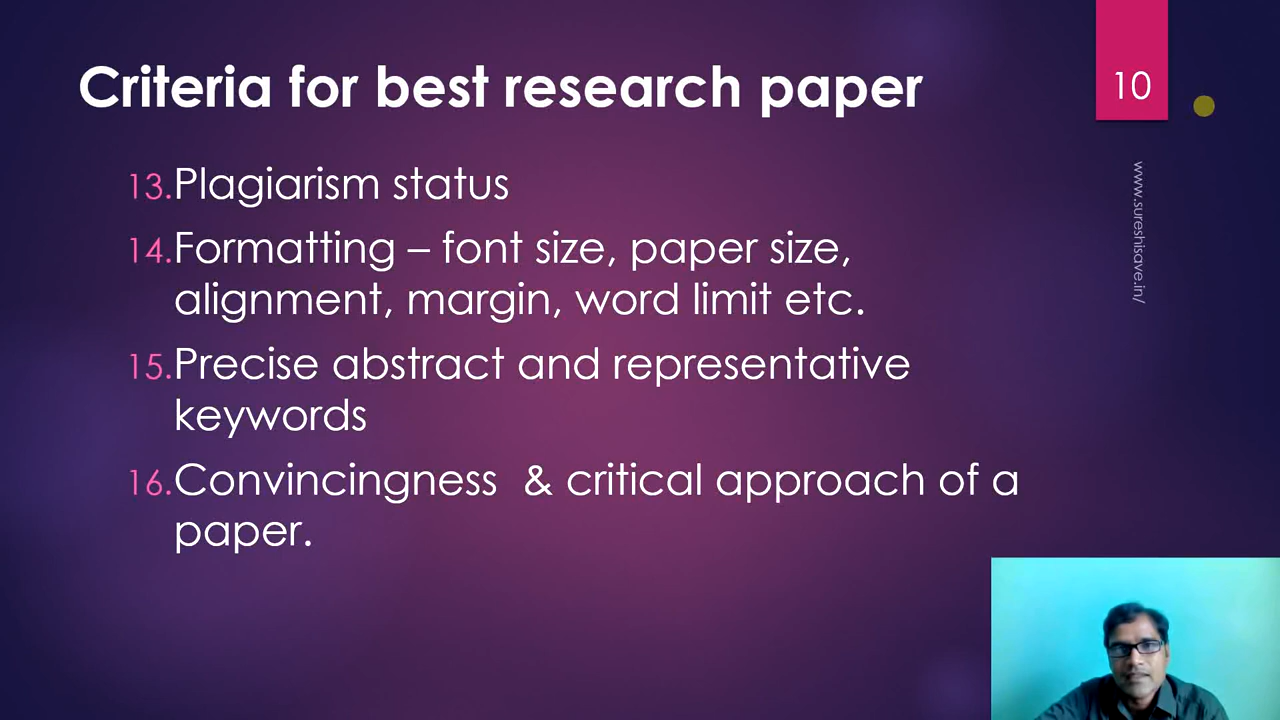 Criteria for best research paper
10
13.Plagiarism status
14.Formatting – font size, paper size,
alignment, margin, word limit etc.
15.Precise abstract and representative
keywords
16.Convincingness & critical approach of a
paper.
www.sureshisave.in/